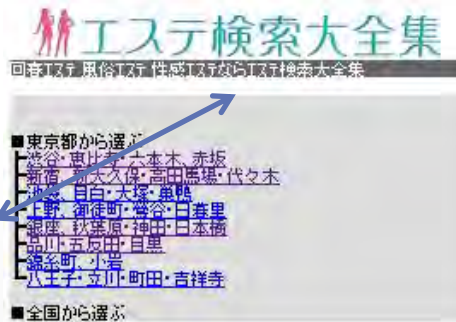 エステ検索大全集
回春エステ 風俗エステ 性感エステならエステ検索大全集
■東京都から選ぶ
渋谷・恵比寿・六本木、赤坂
新宿、新大久保・高田馬場・代々木
池袋、目白・大塚・巣鴨
上野、御徒町・鶯谷・日暮里
銀座、秋葉原・神田・日本橋
品川・五反田・目黒
錦糸町、小岩
八王子・立川・町田・吉祥寺
■全国から選ぶ